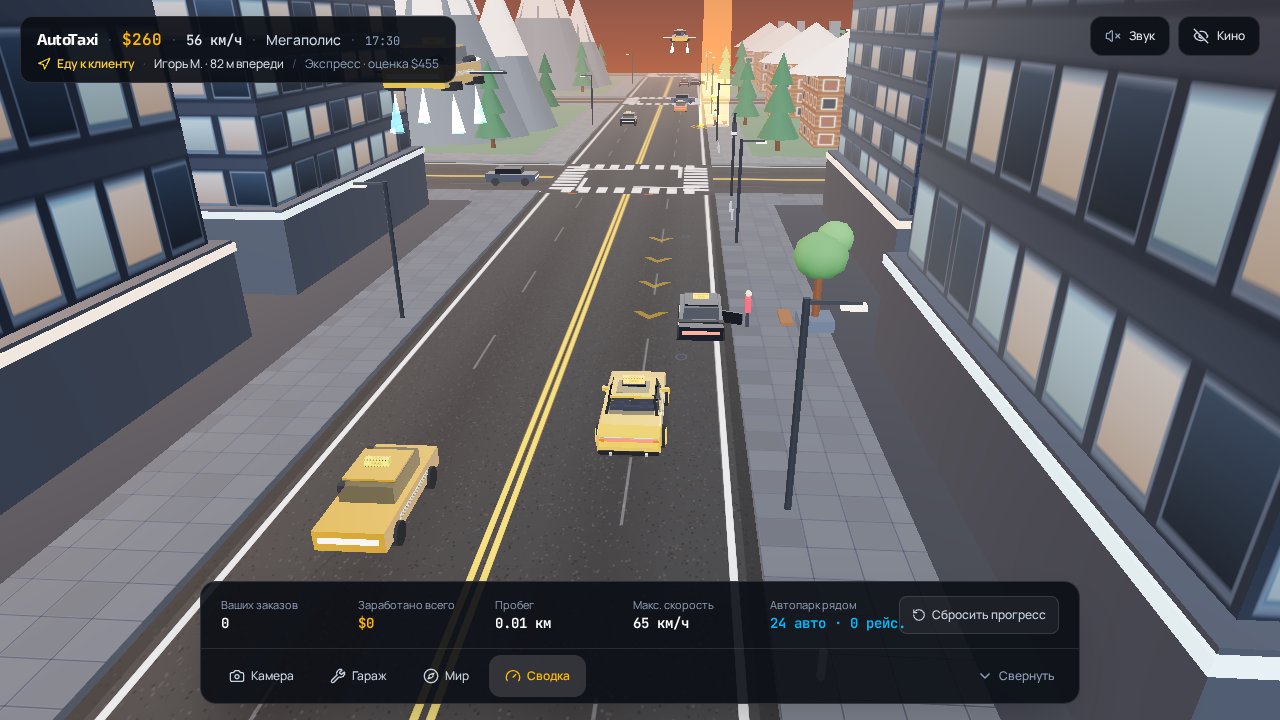 AutoTaxi · $260 · 56 км/ч · Мегаполис · 17:30
Еду к клиенту · Игорь М. · 82 м впереди / Экспресс · оценка $455
Звук
Кино
Ваших заказов
0
Заработано всего
$0
Пробег
0.01 км
Макс. скорость
65 км/ч
Автопарк рядом
24 авто · 0 рейс.
Сбросить прогресс
Камера
Гараж
Мир
Сводка
Свернуть